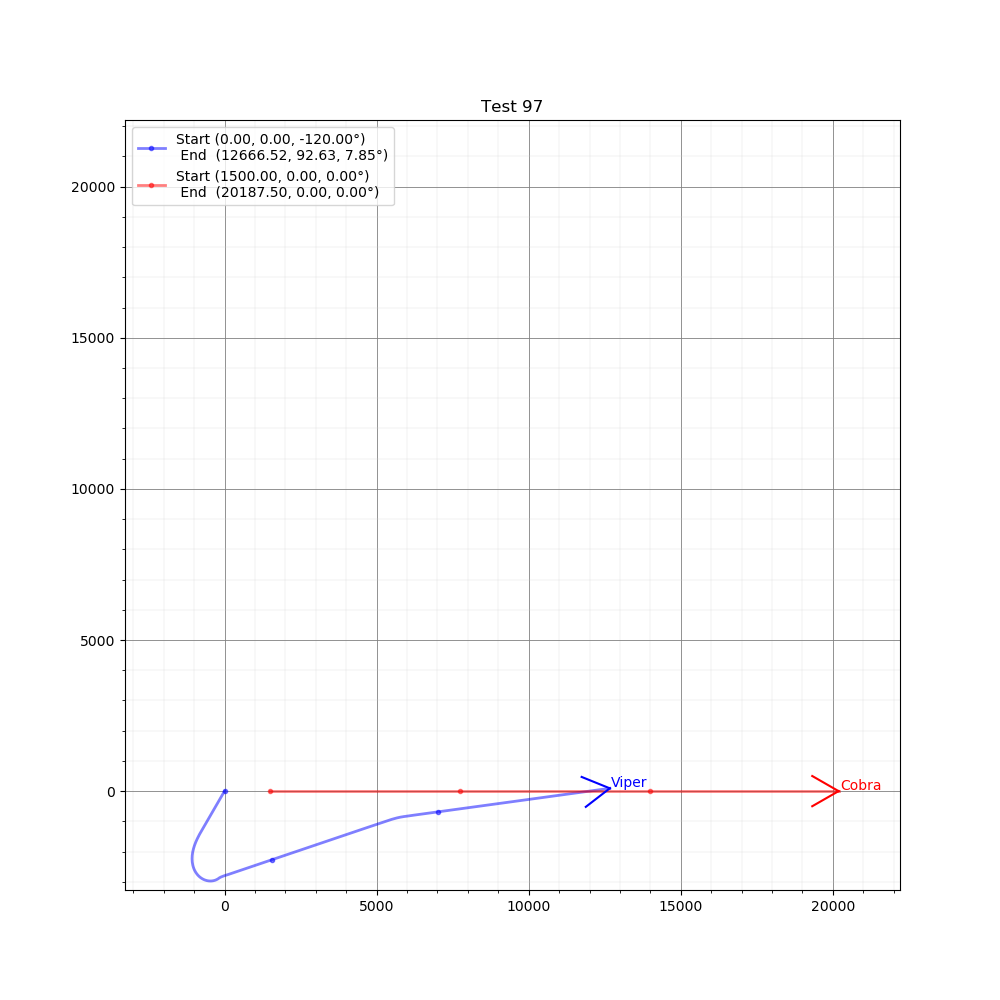 Test 97
Start (0.00, 0.00, -120.00°)
End  (12666.52, 92.63, 7.85°)
Start (1500.00, 0.00, 0.00°)
End  (20187.50, 0.00, 0.00°)
20000
15000
10000
5000
0
Viper
Cobra
0
5000
10000
15000
20000